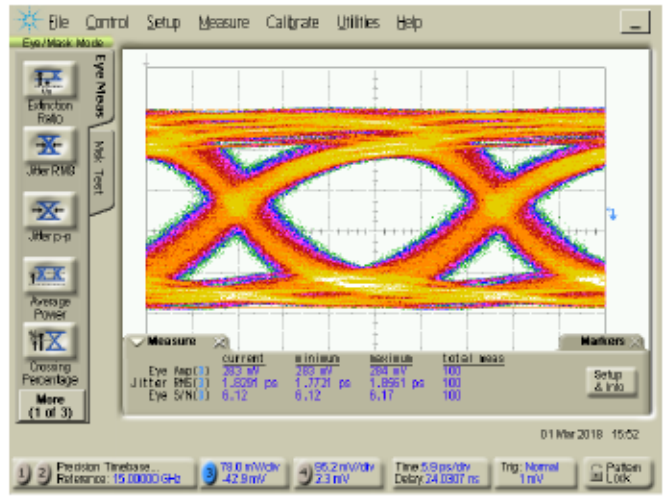 File Control Setup Measure Calibrate Utilities Help
Eye/Mask Mode
Eye Meas
Mask Test
Extinction
Ratio
Jitter RMS
Jitter p-p
Average
Power
Crossing
Percentage
More
(1 of 3)
Measure
Markers
current minimum maximum total meas
Eye Amp(3) 283 mV 283 mV 284 mV 100
Jitter RMS(3) 1.8291 ps 1.7721 ps 1.8561 ps 100
Eye S/N(3) 6.12 6.12 6.17 100
Setup
& Info
01 Mar 2018 15:52
1 2 Precision Timebase...
Reference: 15.00000 GHz
3 78.0 mV/div
-42.9 mV
4 95.2 mV/div
2.3 mV
Time:5.9 ps/div
Delay:24.0307 ns
Trig: Normal
1 mV
Pattern
Lock